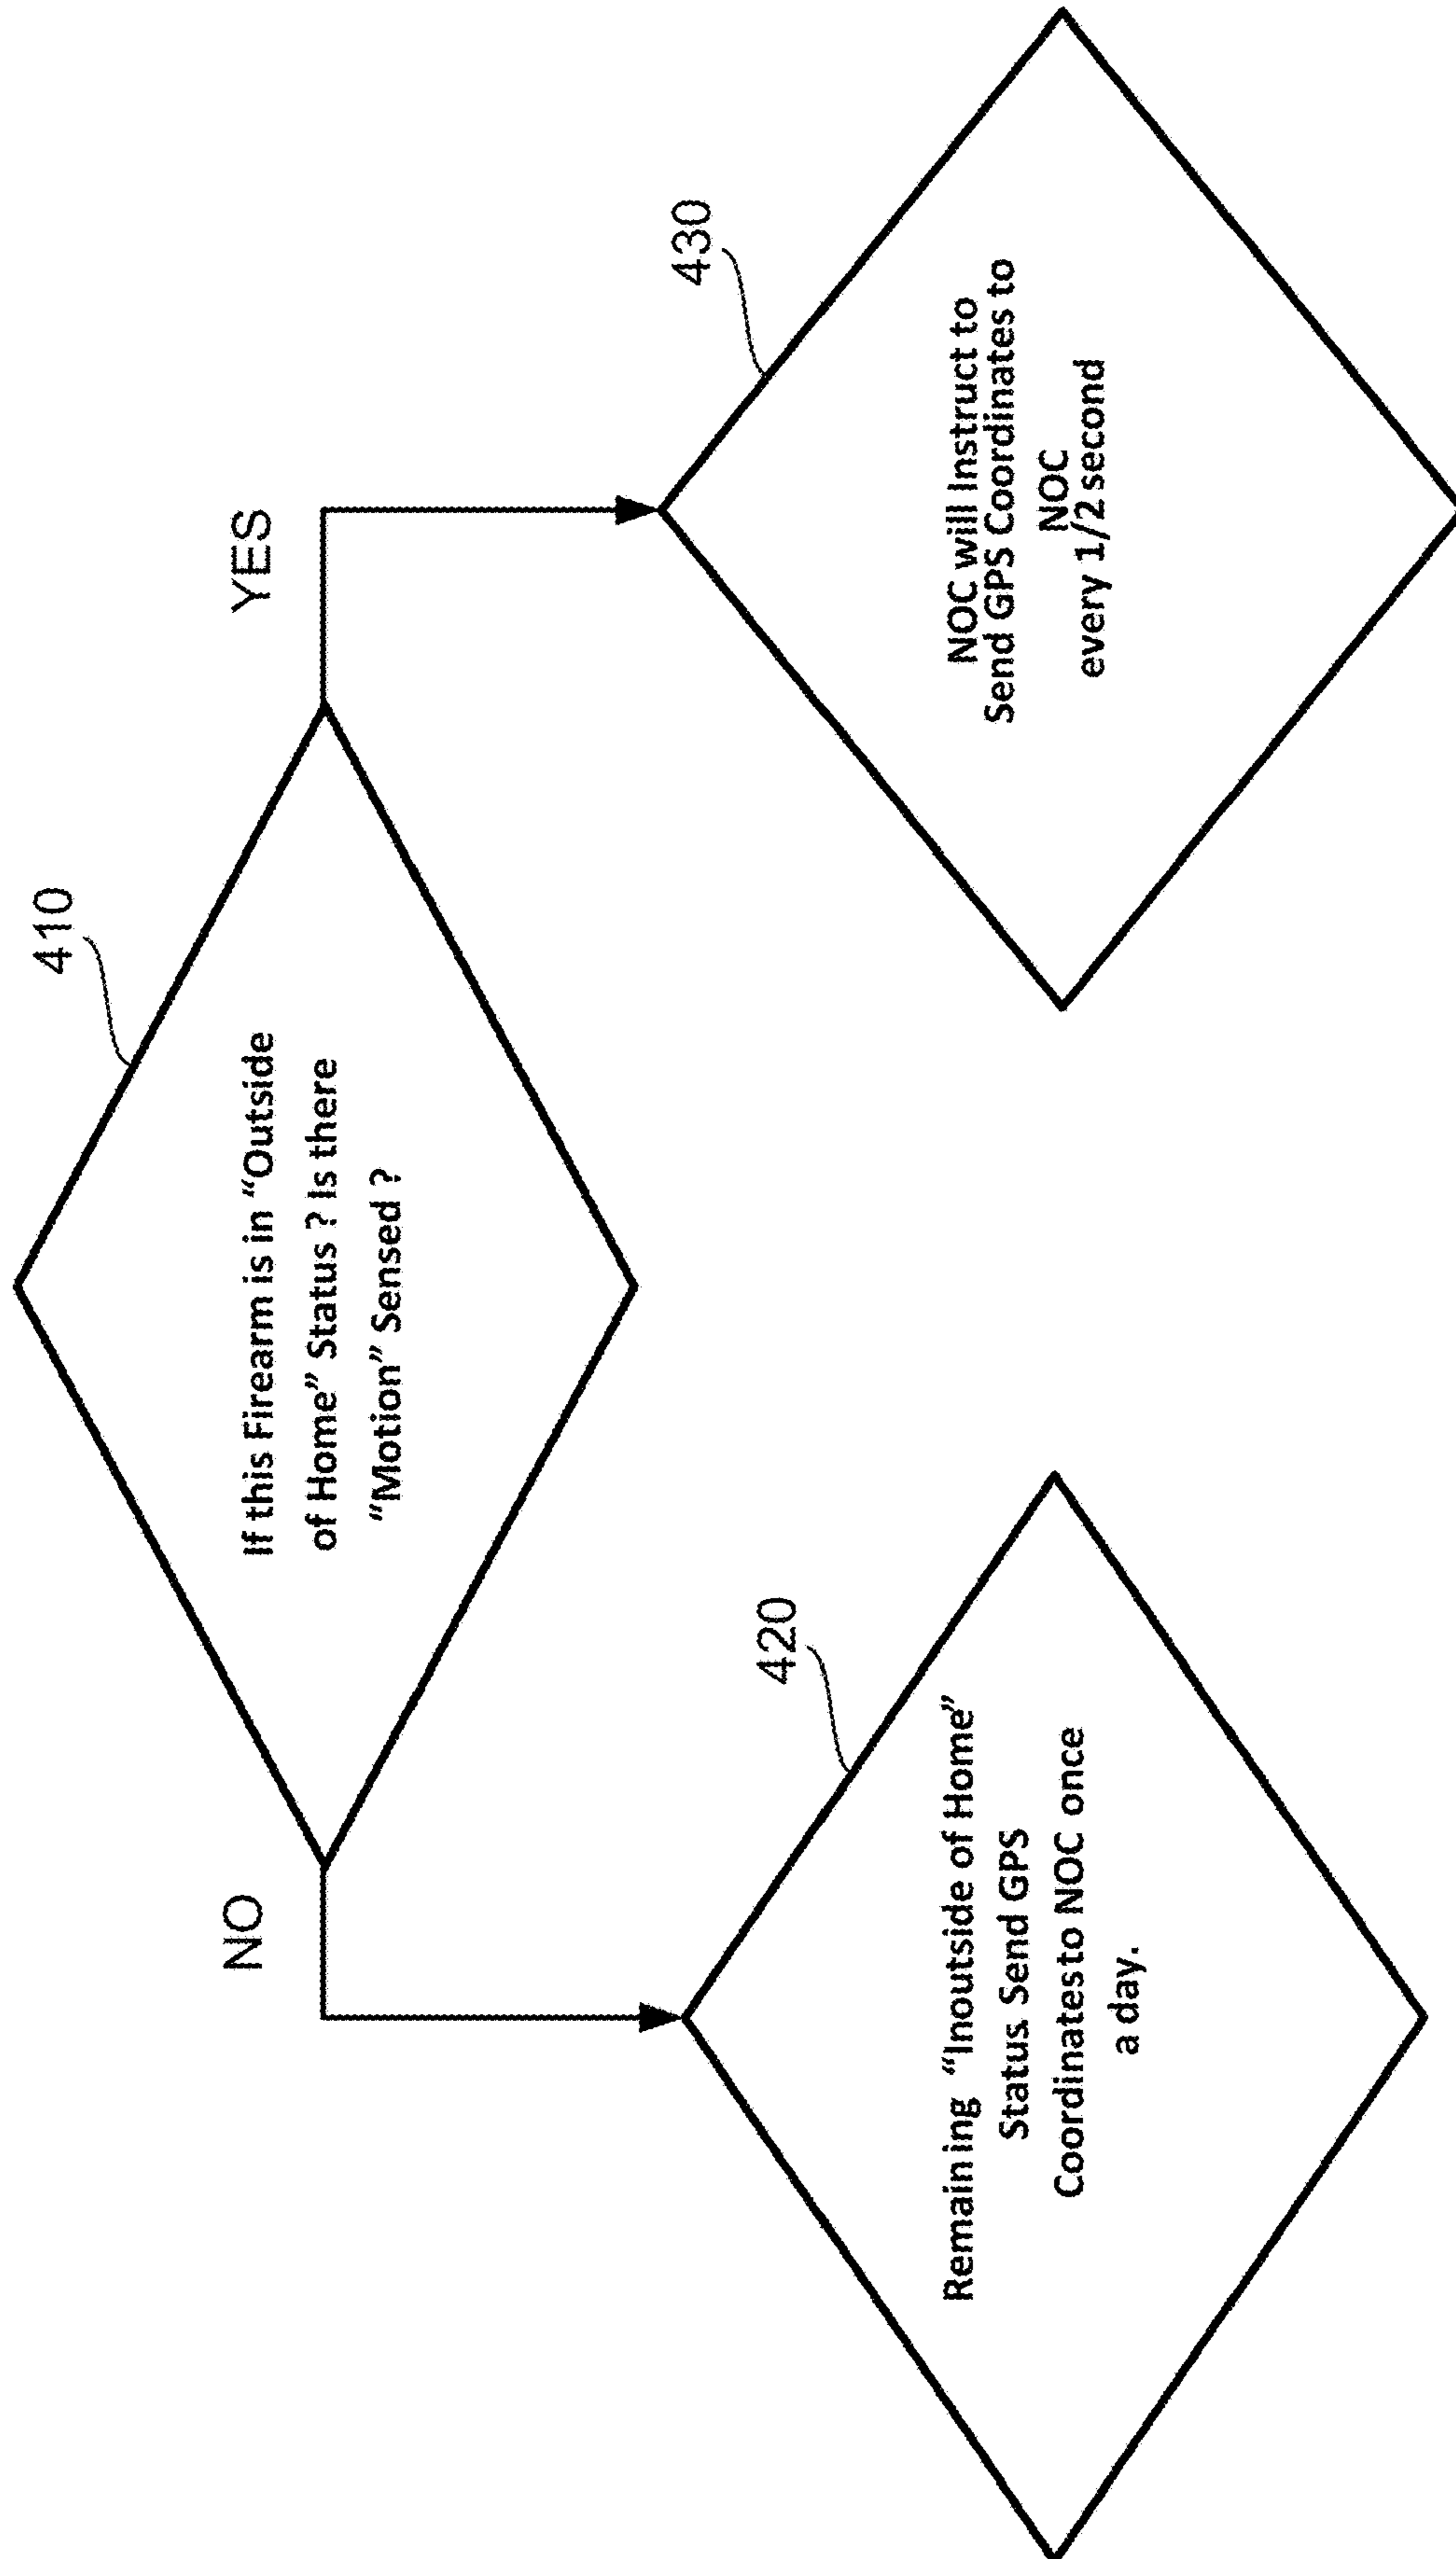 410
If this Firearm is in “Outside
of Home” Status ? Is there
“Motion” Sensed ?
NO
YES
420
Remaining “Inoutside of Home”
Status. Send GPS
Coordinates to NOC once
a day.
430
NOC will Instruct to
Send GPS Coordinates to
NOC
every 1/2 second